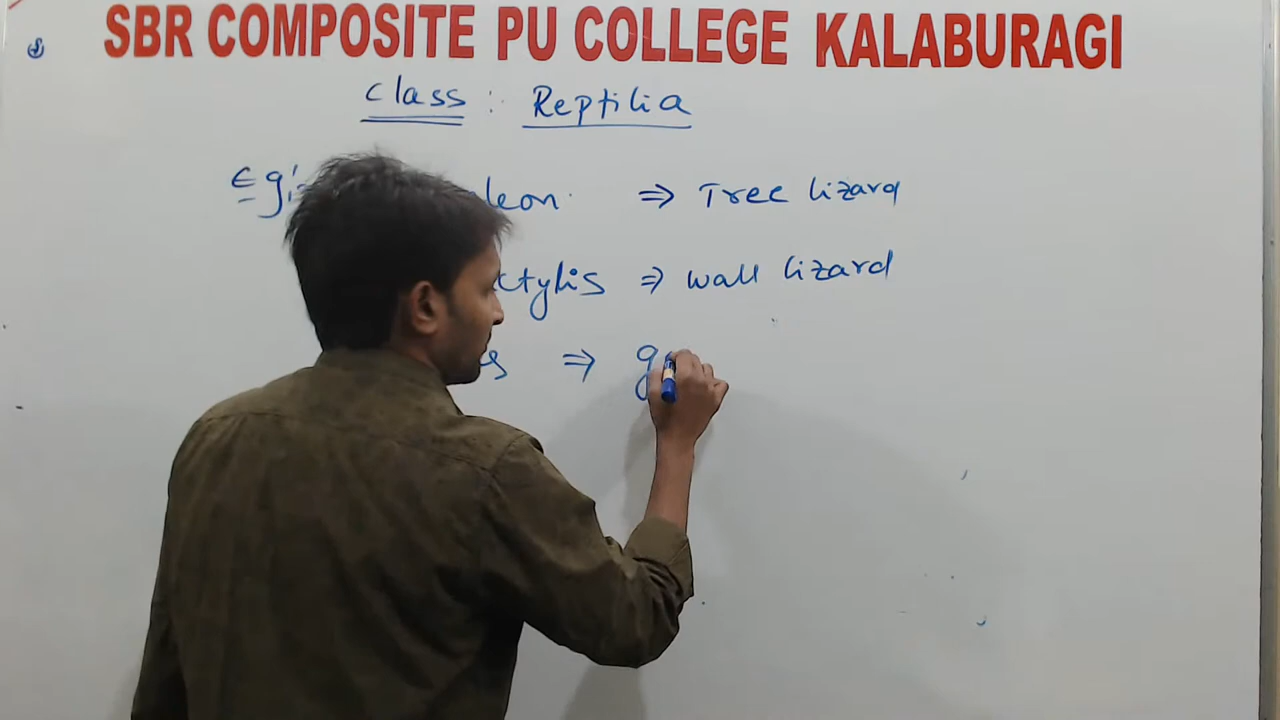 SBR COMPOSITE PU COLLEGE KALABURAGI
Class : Reptilia
Eg:- leon. ⇒ Tree lizard
ctylis ⇒ wall lizard
s ⇒ g